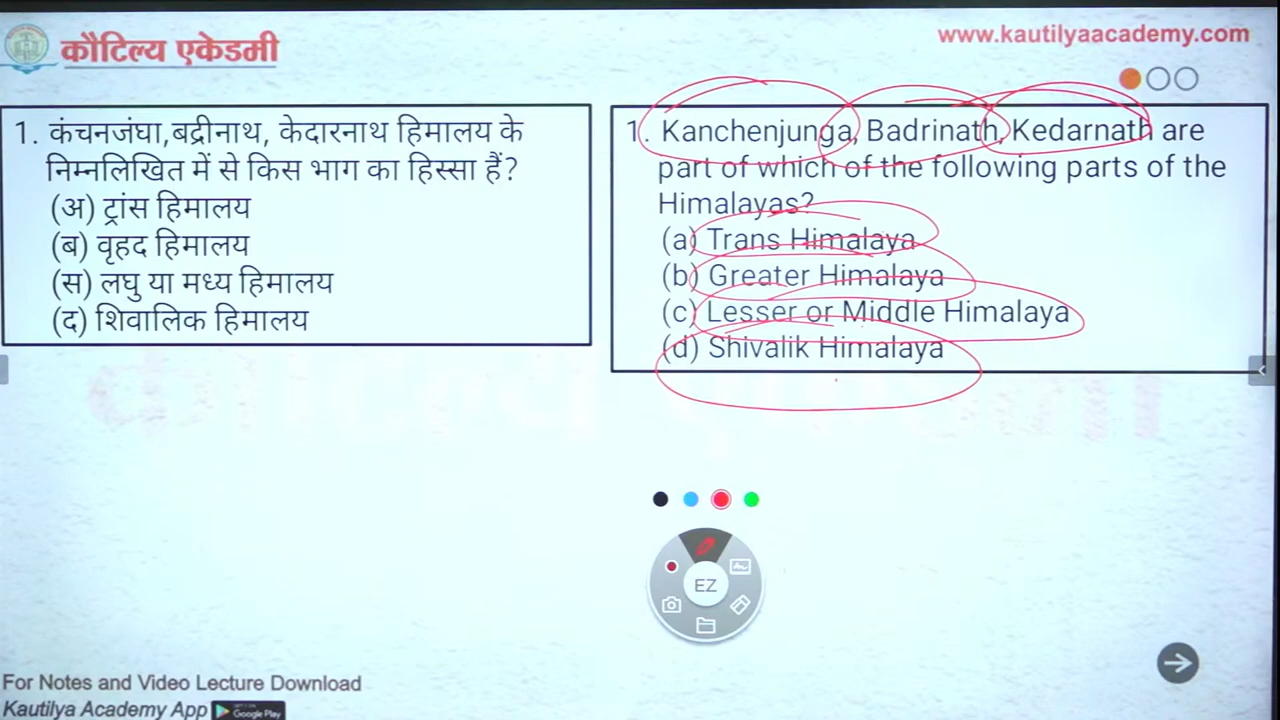 कौटिल्य एकेडमी
www.kautilyaacademy.com
1. कंचनजंघा,बद्रीनाथ, केदारनाथ हिमालय के
निम्नलिखित में से किस भाग का हिस्सा हैं?
(अ) ट्रांस हिमालय
(ब) वृहद हिमालय
(स) लघु या मध्य हिमालय
(द) शिवालिक हिमालय
1. Kanchenjunga, Badrinath, Kedarnath are
part of which of the following parts of the
Himalayas?
(a) Trans Himalaya
(b) Greater Himalaya
(c) Lesser or Middle Himalaya
(d) Shivalik Himalaya
EZ
For Notes and Video Lecture Download
Kautilya Academy App
Google Play